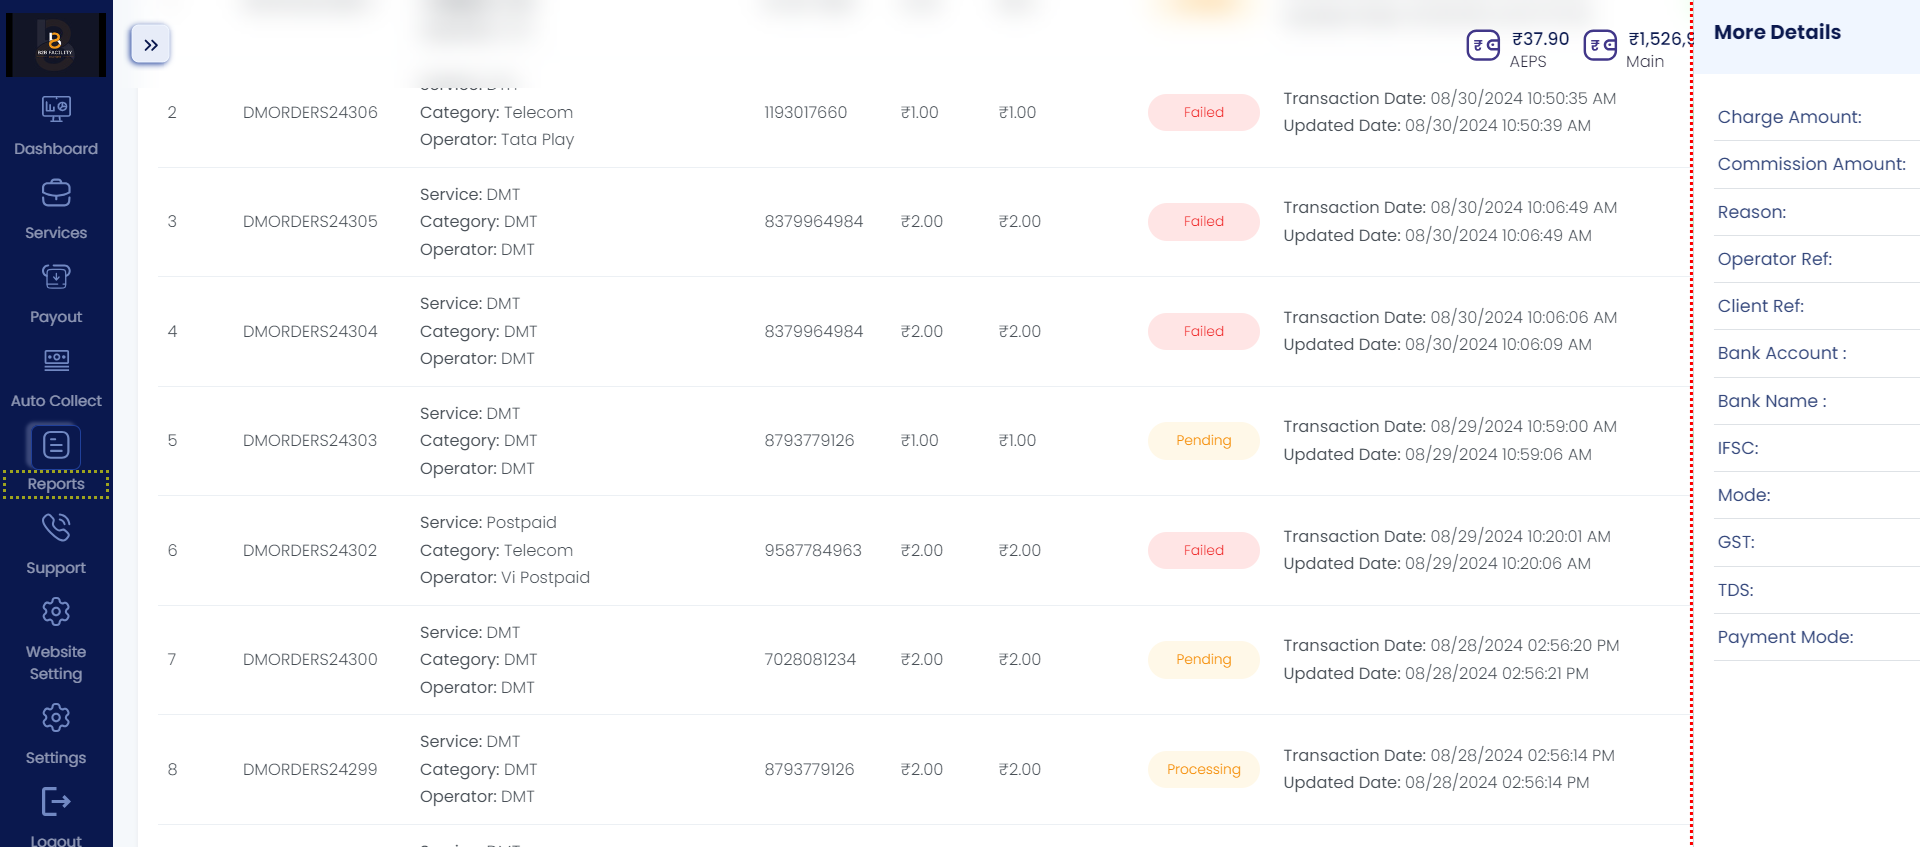 B2B FACILITY
Dashboard
Services
Payout
Auto Collect
Reports
Support
Website
Setting
Settings
Logout
₹37.90
AEPS
₹1,526,9
Main
2
DMORDERS24306
Category: Telecom
Operator: Tata Play
1193017660
₹1.00
₹1.00
Failed
Transaction Date: 08/30/2024 10:50:35 AM
Updated Date: 08/30/2024 10:50:39 AM
3
DMORDERS24305
Service: DMT
Category: DMT
Operator: DMT
8379964984
₹2.00
₹2.00
Failed
Transaction Date: 08/30/2024 10:06:49 AM
Updated Date: 08/30/2024 10:06:49 AM
4
DMORDERS24304
Service: DMT
Category: DMT
Operator: DMT
8379964984
₹2.00
₹2.00
Failed
Transaction Date: 08/30/2024 10:06:06 AM
Updated Date: 08/30/2024 10:06:09 AM
5
DMORDERS24303
Service: DMT
Category: DMT
Operator: DMT
8793779126
₹1.00
₹1.00
Pending
Transaction Date: 08/29/2024 10:59:00 AM
Updated Date: 08/29/2024 10:59:06 AM
6
DMORDERS24302
Service: Postpaid
Category: Telecom
Operator: Vi Postpaid
9587784963
₹2.00
₹2.00
Failed
Transaction Date: 08/29/2024 10:20:01 AM
Updated Date: 08/29/2024 10:20:06 AM
7
DMORDERS24300
Service: DMT
Category: DMT
Operator: DMT
7028081234
₹2.00
₹2.00
Pending
Transaction Date: 08/28/2024 02:56:20 PM
Updated Date: 08/28/2024 02:56:21 PM
8
DMORDERS24299
Service: DMT
Category: DMT
Operator: DMT
8793779126
₹2.00
₹2.00
Processing
Transaction Date: 08/28/2024 02:56:14 PM
Updated Date: 08/28/2024 02:56:14 PM
More Details
Charge Amount:
Commission Amount:
Reason:
Operator Ref:
Client Ref:
Bank Account :
Bank Name :
IFSC:
Mode:
GST:
TDS:
Payment Mode: